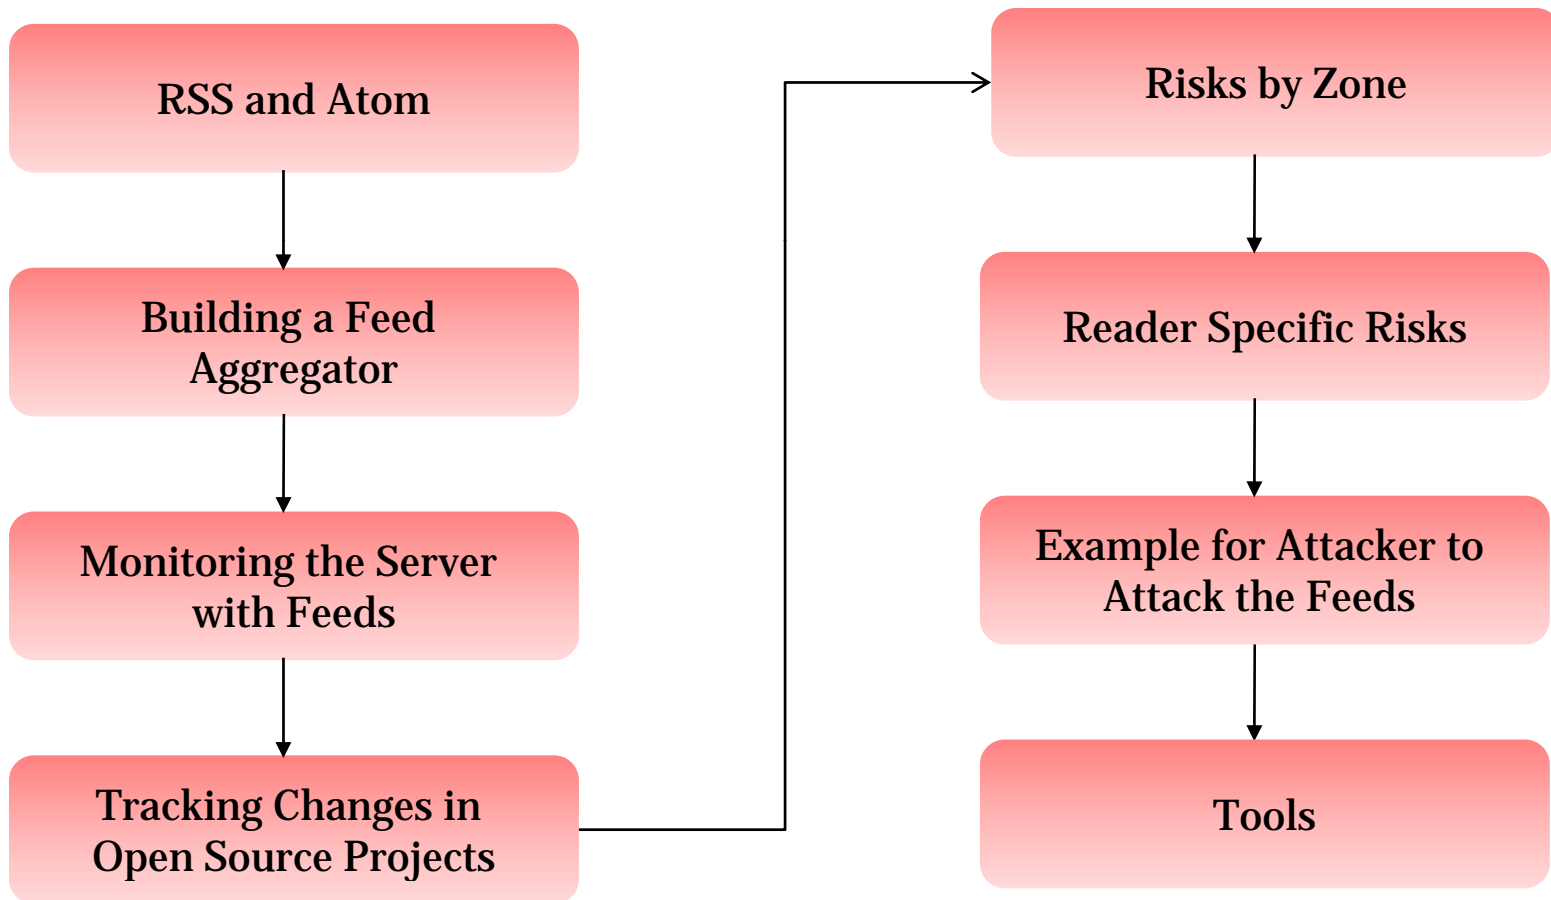 RSS and Atom
Building a Feed
Aggregator
Monitoring the Server
with Feeds
Tracking Changes in
Open Source Projects
Risks by Zone
Reader Specific Risks
Example for Attacker to
Attack the Feeds
Tools